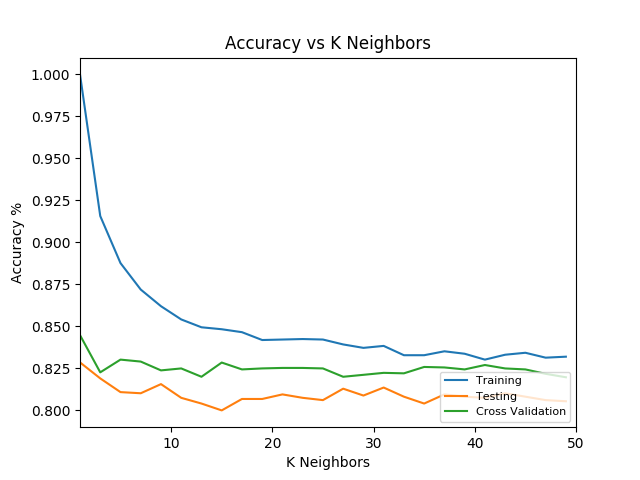 Accuracy vs K Neighbors
Accuracy %
1.000
0.975
0.950
0.925
0.900
0.875
0.850
0.825
0.800
Training
Testing
Cross Validation
10
20
30
40
50
K Neighbors